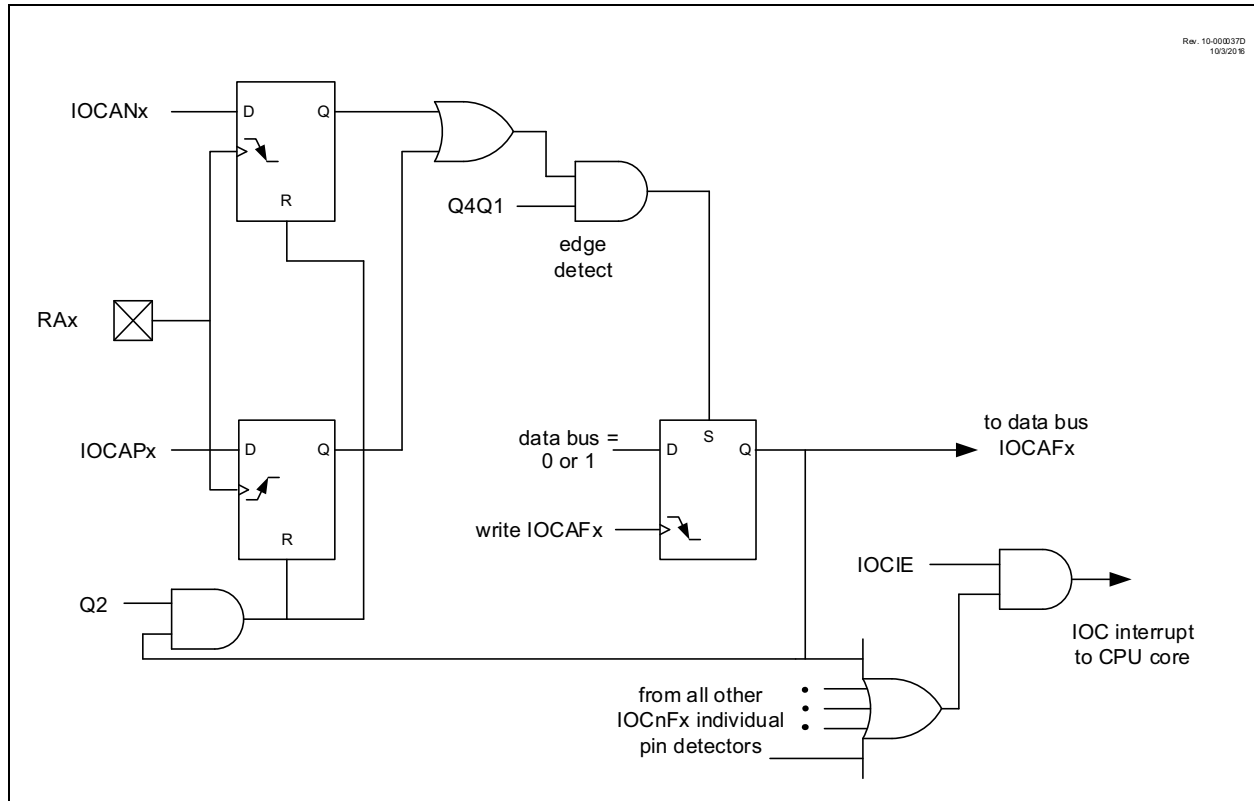 Rev. 10-000037D
10/3/2016
IOCANx
D
Q
R
Q4Q1
edge
detect
RAx
IOCAPx
D
Q
R
data bus =
0 or 1
D
S
Q
to data bus
IOCAFx
write IOCAFx
IOCIE
Q2
IOC interrupt
to CPU core
from all other
IOCnFx individual
pin detectors